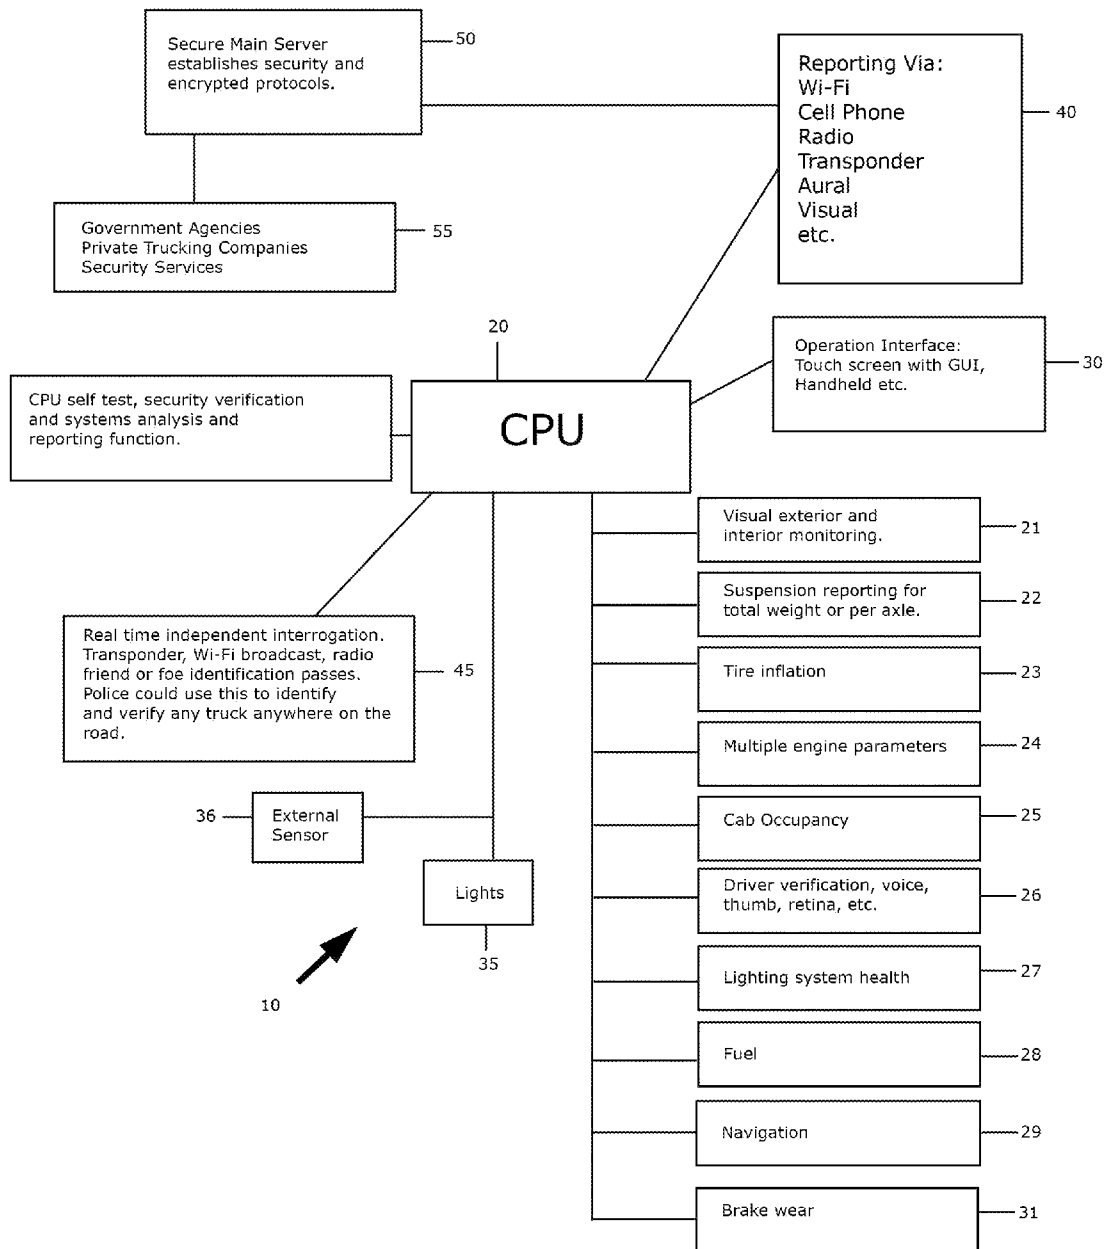 Secure Main Server
establishes security and
encrypted protocols.
50
Reporting Via:
Wi-Fi
Cell Phone
Radio
Transponder
Aural
Visual
etc.
40
Government Agencies
Private Trucking Companies
Security Services
55
20
Operation Interface:
Touch screen with GUI,
Handheld etc.
30
CPU self test, security verification
and systems analysis and
reporting function.
CPU
Visual exterior and
interior monitoring.
21
Suspension reporting for
total weight or per axle.
22
Real time independent interrogation.
Transponder, Wi-Fi broadcast, radio
friend or foe identification passes.
Police could use this to identify
and verify any truck anywhere on the
road.
45
Tire inflation
23
Multiple engine parameters
24
36
External
Sensor
Cab Occupancy
25
Lights
35
Driver verification, voice,
thumb, retina, etc.
26
10
Lighting system health
27
Fuel
28
Navigation
29
Brake wear
31